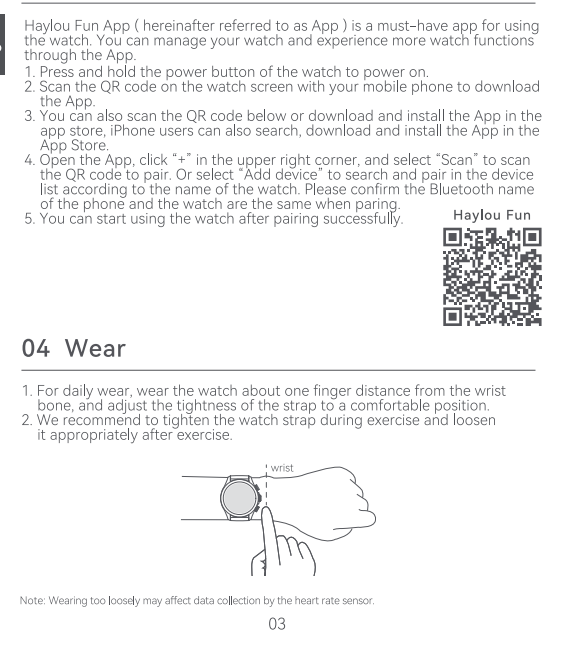 Haylou Fun App ( hereinafter referred to as App ) is a must-have app for using
the watch. You can manage your watch and experience more watch functions
through the App.
1. Press and hold the power button of the watch to power on.
2. Scan the QR code on the watch screen with your mobile phone to download
the App.
3. You can also scan the QR code below or download and install the App in the
app store, iPhone users can also search, download and install the App in the
App Store.
4. Open the App, click “+” in the upper right corner, and select “Scan” to scan
the QR code to pair. Or select “Add device” to search and pair in the device
list according to the name of the watch. Please confirm the Bluetooth name
of the phone and the watch are the same when paring.
5. You can start using the watch after pairing successfully.
Haylou Fun
04 Wear
1. For daily wear, wear the watch about one finger distance from the wrist
bone, and adjust the tightness of the strap to a comfortable position.
2. We recommend to tighten the watch strap during exercise and loosen
it appropriately after exercise.
wrist
Note: Wearing too loosely may affect data collection by the heart rate sensor.
03